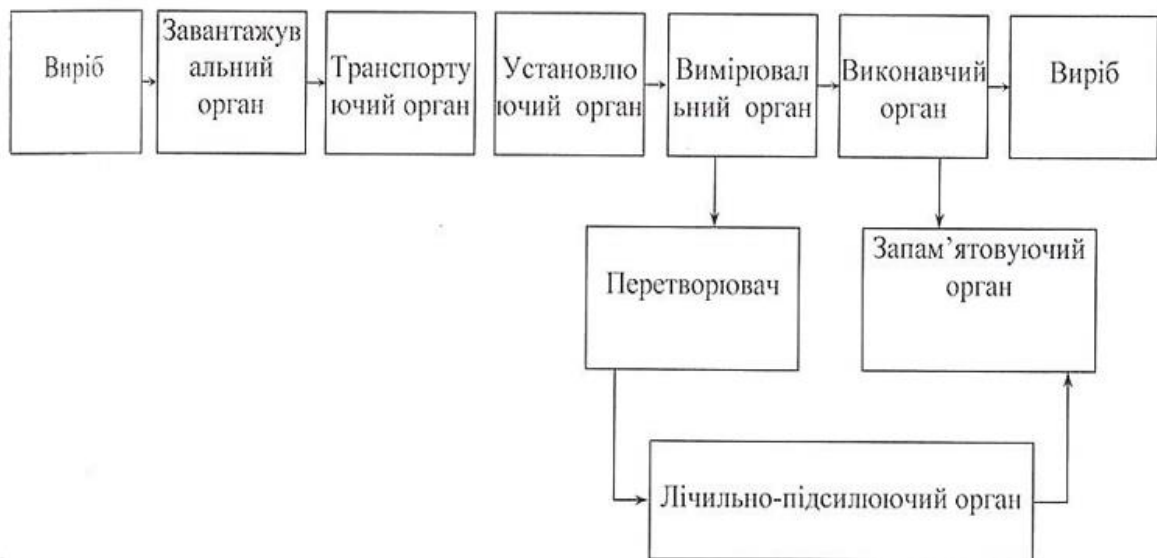 Виріб
Завантажув
альний
орган
Транспорту
ючий орган
Установлю
ючий орган
Вимірювал
ьний орган
Виконавчий
орган
Виріб
Перетворювач
Запам’ятовуючий
орган
Лічильно-підсилюючий орган